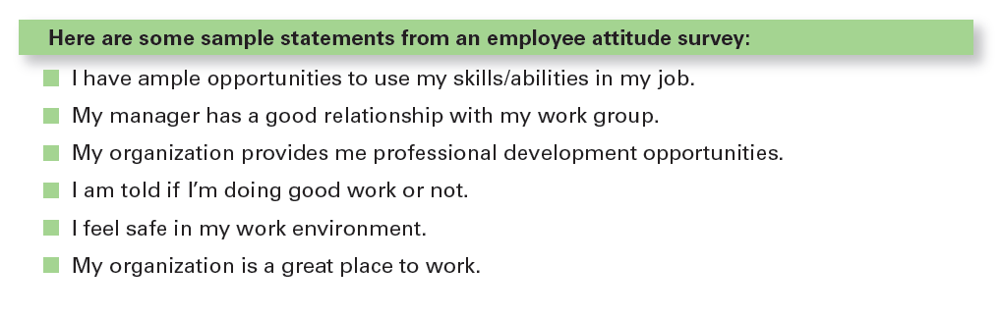 Here are some sample statements from an employee attitude survey:
I have ample opportunities to use my skills/abilities in my job.
My manager has a good relationship with my work group.
My organization provides me professional development opportunities.
I am told if I’m doing good work or not.
I feel safe in my work environment.
My organization is a great place to work.